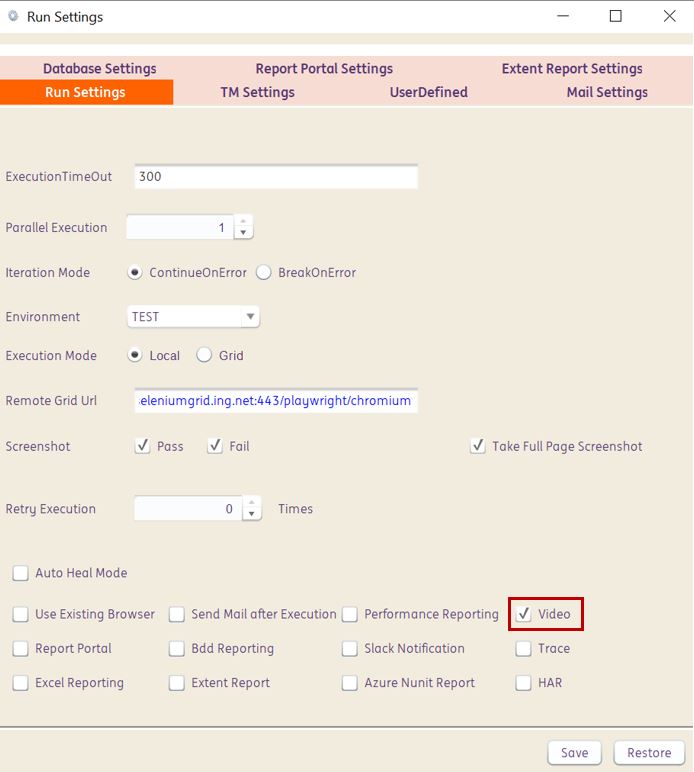 Run Settings
Database Settings Report Portal Settings Extent Report Settings
Run Settings TM Settings UserDefined Mail Settings
ExecutionTimeOut 300
Parallel Execution 1
Iteration Mode ContinueOnError BreakOnError
Environment TEST
Execution Mode Local Grid
Remote Grid Url eleniumgrid.ing.net:443/playwright/chromium
Screenshot Pass Fail Take Full Page Screenshot
Retry Execution 0 Times
Auto Heal Mode
Use Existing Browser Send Mail after Execution Performance Reporting Video
Report Portal Bdd Reporting Slack Notification Trace
Excel Reporting Extent Report Azure Nunit Report HAR
Save Restore